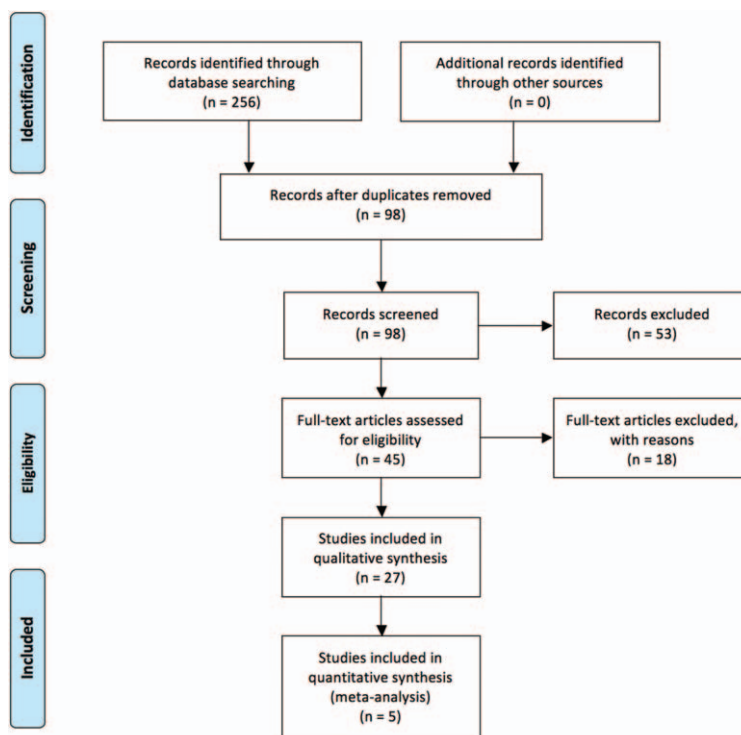 Identification
Records identified through
database searching
(n = 256)
Additional records identified
through other sources
(n = 0)
Records after duplicates removed
(n = 98)
Screening
Records screened
(n = 98)
Records excluded
(n = 53)
Eligibility
Full-text articles assessed
for eligibility
(n = 45)
Full-text articles excluded,
with reasons
(n = 18)
Studies included in
qualitative synthesis
(n = 27)
Included
Studies included in
quantitative synthesis
(meta-analysis)
(n = 5)